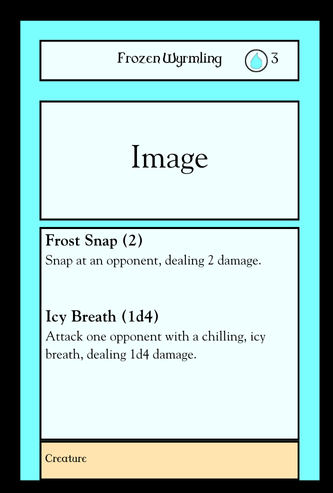 Frozen Wyrmling 3
Image
Frost Snap (2)
Snap at an opponent, dealing 2 damage.
Icy Breath (1d4)
Attack one opponent with a chilling, icy
breath, dealing 1d4 damage.
Creature